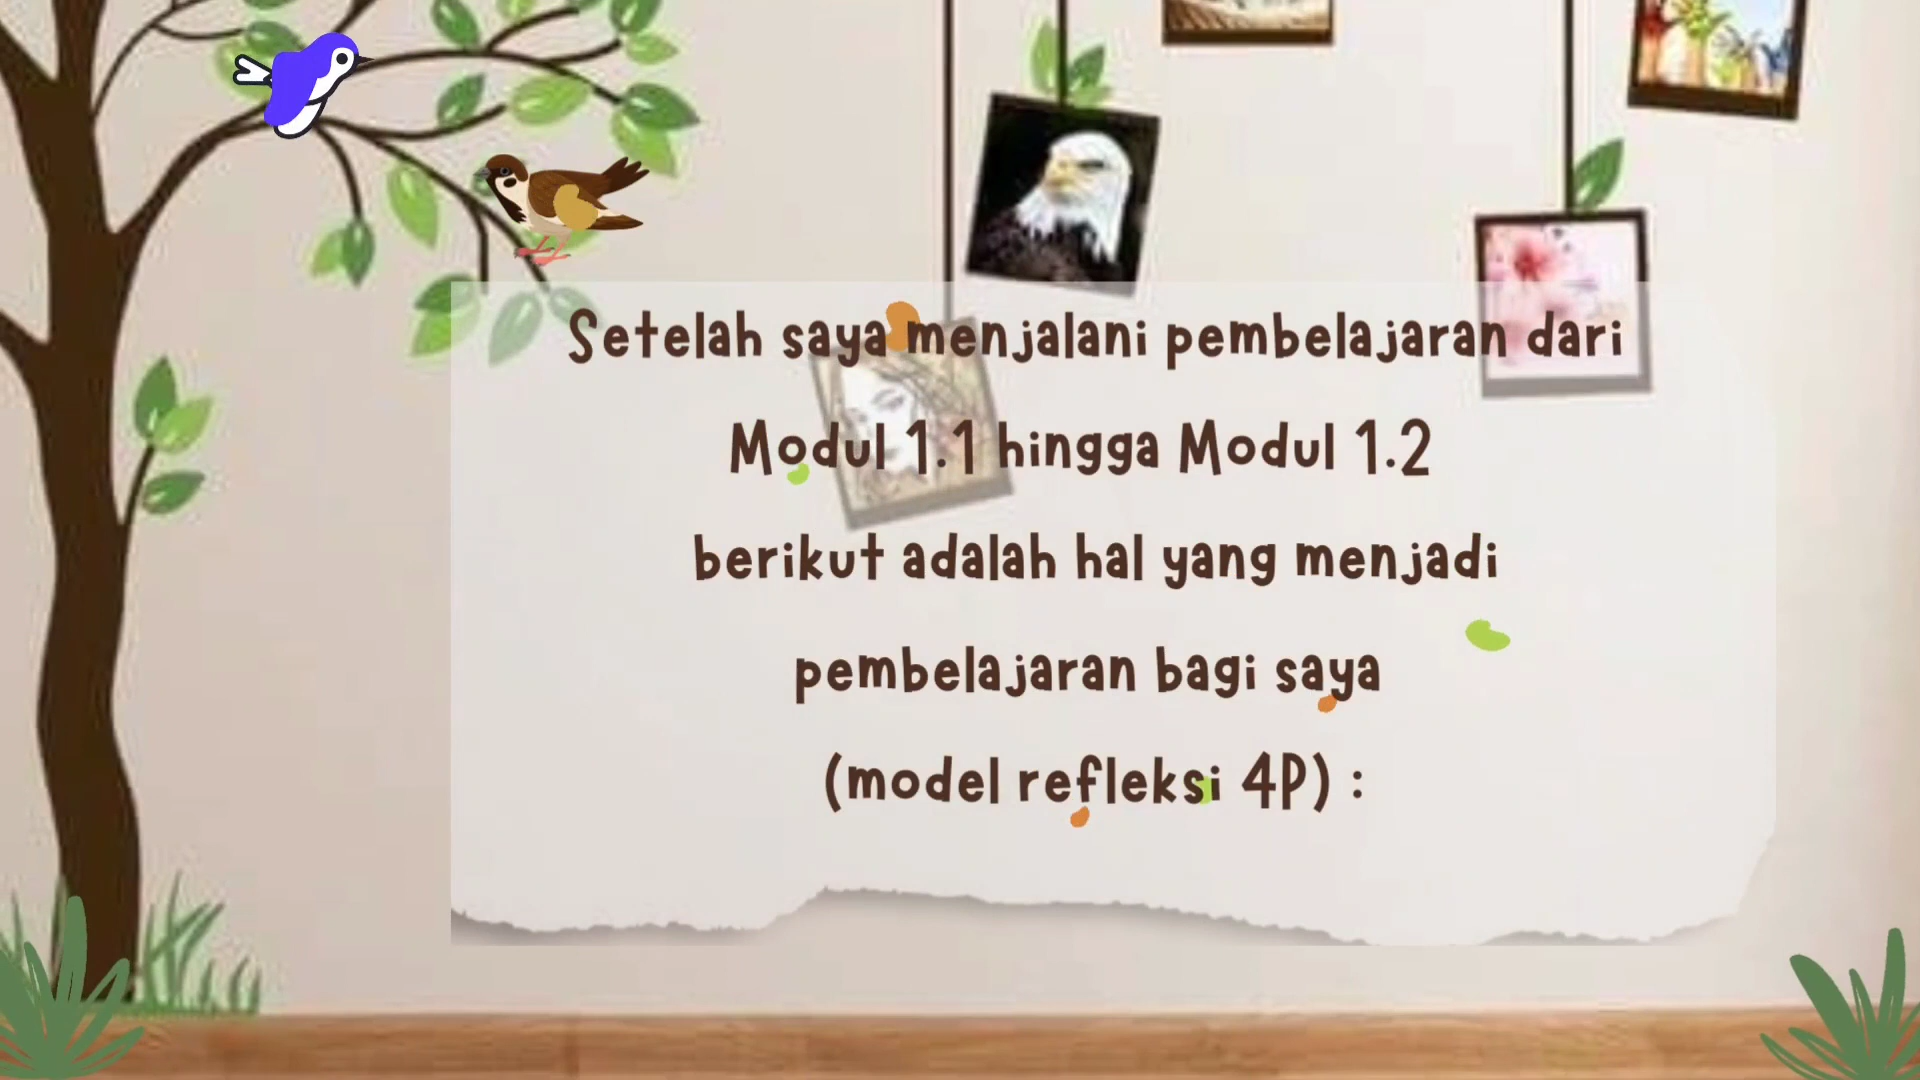 Setelah saya menjalani pembelajaran dari
Modul 1.1 hingga Modul 1.2
berikut adalah hal yang menjadi
pembelajaran bagi saya
(model refleksi 4P) :